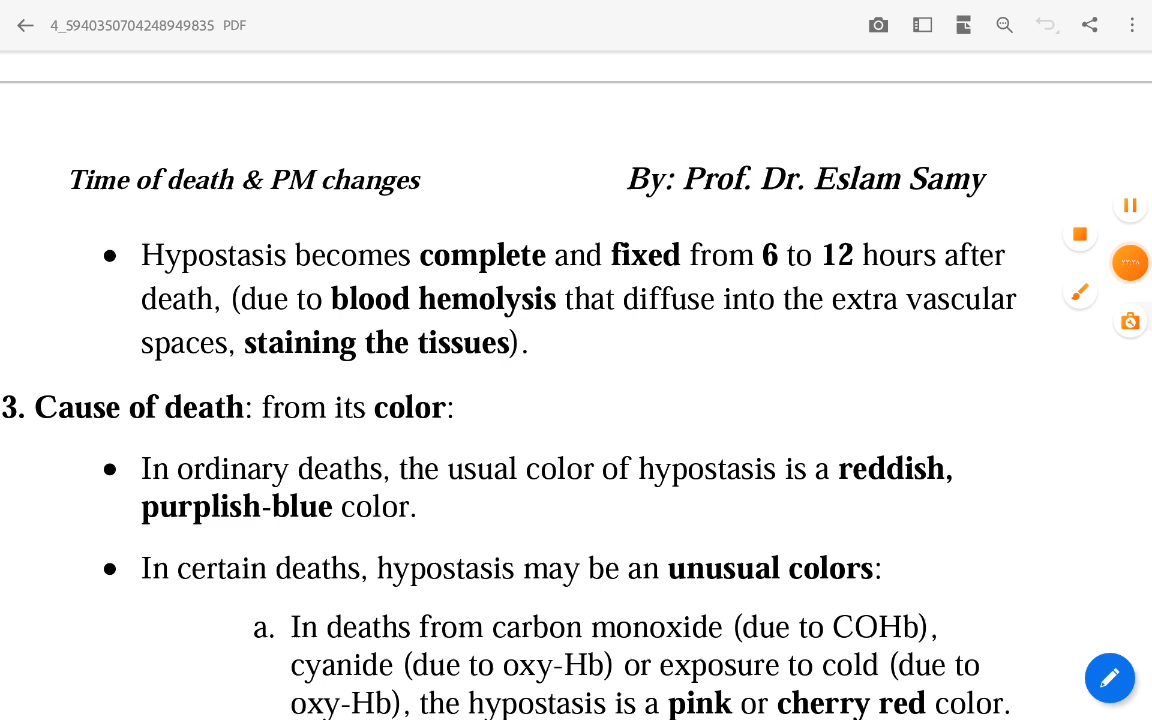 4_5940350704248949835 PDF
Time of death & PM changes By: Prof. Dr. Eslam Samy
• Hypostasis becomes complete and fixed from 6 to 12 hours after
death, (due to blood hemolysis that diffuse into the extra vascular
spaces, staining the tissues).
3. Cause of death: from its color:
• In ordinary deaths, the usual color of hypostasis is a reddish,
purplish-blue color.
• In certain deaths, hypostasis may be an unusual colors:
a. In deaths from carbon monoxide (due to COHb),
cyanide (due to oxy-Hb) or exposure to cold (due to
oxy-Hb), the hypostasis is a pink or cherry red color.